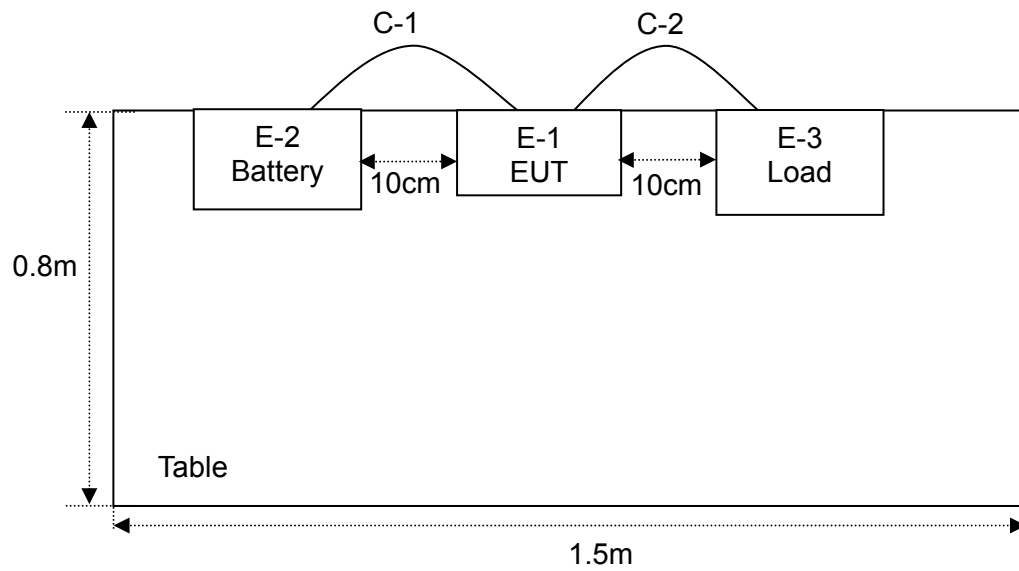 C-1
C-2
E-2
Battery
E-1
EUT
E-3
Load
10cm
10cm
0.8m
Table
1.5m